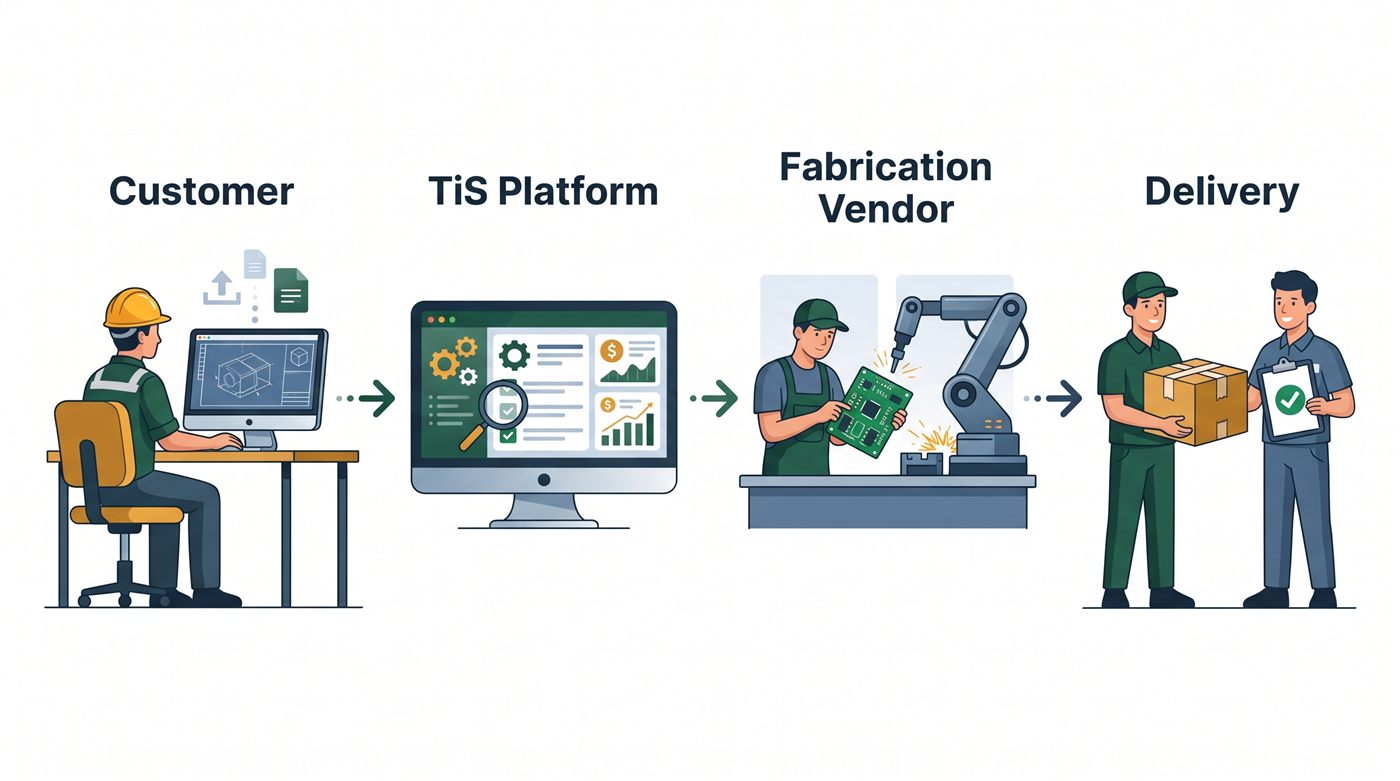 Customer
TiS Platform
Fabrication
Vendor
Delivery
$
$